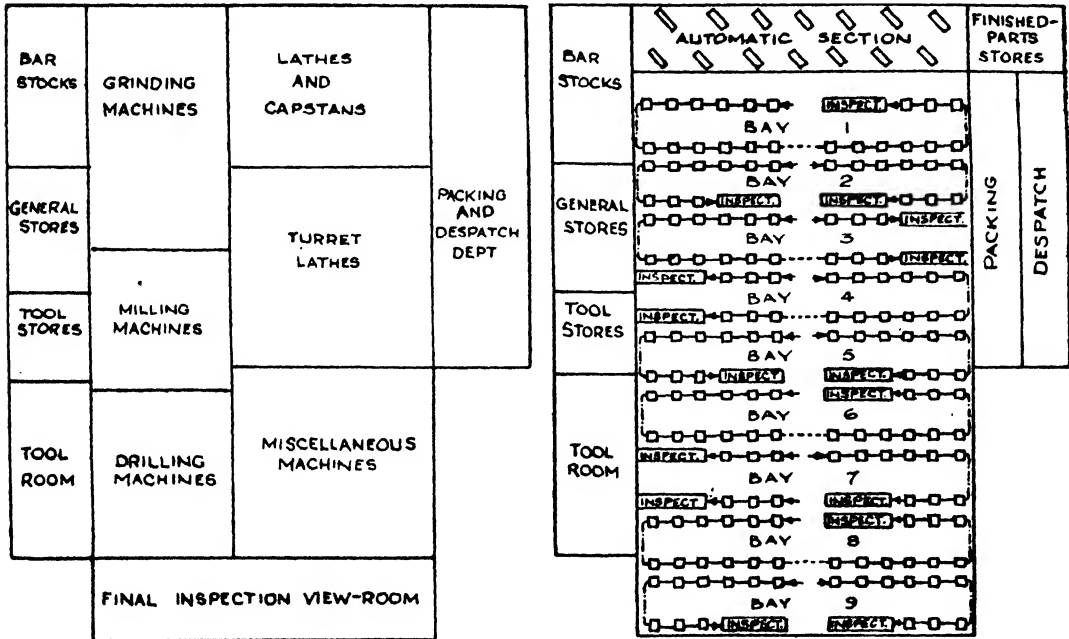 BAR
STOCKS
GRINDING
MACHINES
LATHES
AND
CAPSTANS
GENERAL
STORES
TURRET
LATHES
PACKING
AND
DESPATCH
DEPT
TOOL
STORES
MILLING
MACHINES
TOOL
ROOM
DRILLING
MACHINES
MISCELLANEOUS
MACHINES
FINAL INSPECTION VIEW-ROOM
BAR
STOCKS
AUTOMATIC SECTION
FINISHED-
PARTS
STORES
INSPECT.
BAY 1
GENERAL
STORES
BAY 2
INSPECT. INSPECT.
INSPECT.
BAY 3
INSPECT.
INSPECT.
BAY 4
TOOL
STORES
INSPECT.
BAY 5
INSPECT INSPECT.
INSPECT.
BAY 6
TOOL
ROOM
INSPECT.
BAY 7
INSPECT. INSPECT.
INSPECT.
BAY 8
BAY 9
INSPECT. INSPECT.
PACKING
DESPATCH